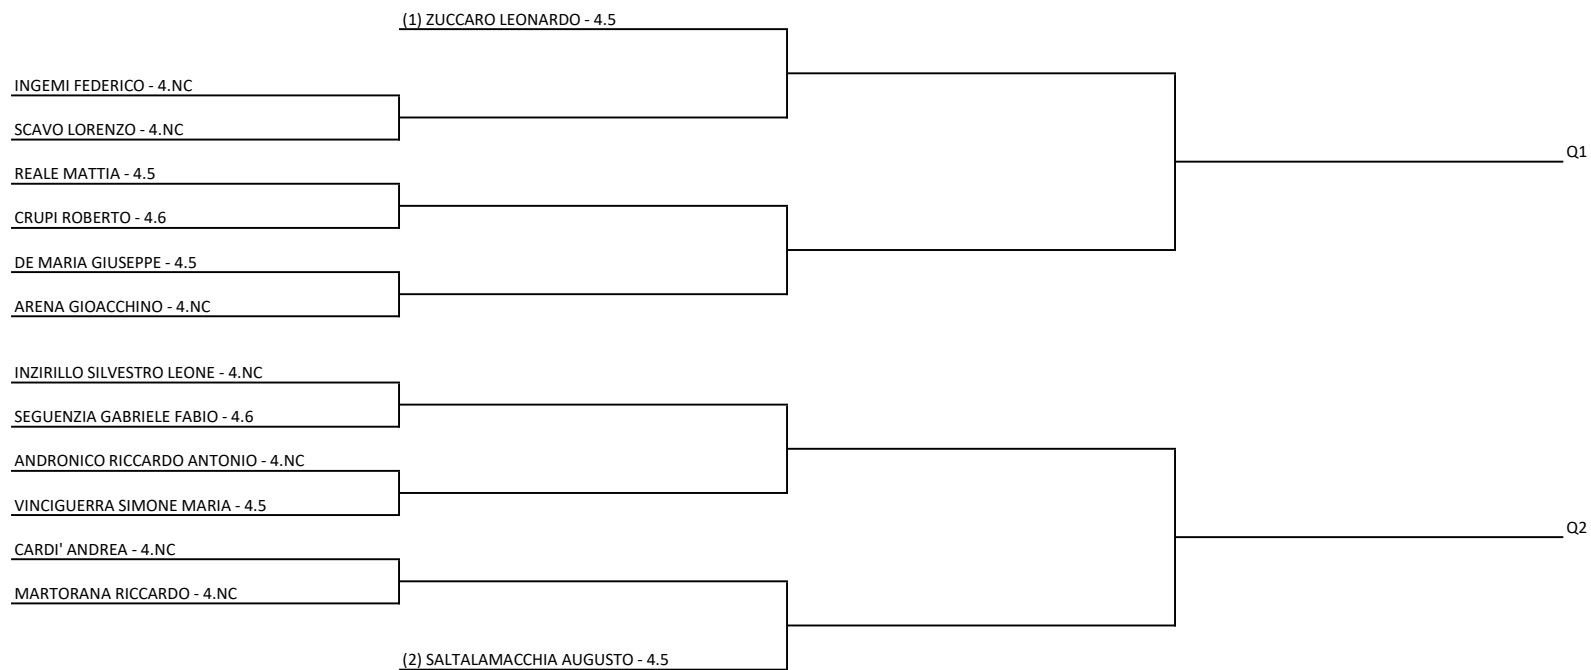 (1) ZUCCARO LEONARDO - 4.5
INGEMI FEDERICO - 4.NC
SCAVO LORENZO - 4.NC
Q1
REALE MATTIA - 4.5
CRUPI ROBERTO - 4.6
DE MARIA GIUSEPPE - 4.5
ARENA GIOACCHINO - 4.NC
INZIRILLO SILVESTRO LEONE - 4.NC
SEGUENZIA GABRIELE FABIO - 4.6
ANDRONICO RICCARDO ANTONIO - 4.NC
VINCIGUERRA SIMONE MARIA - 4.5
Q2
CARDI' ANDREA - 4.NC
MARTORANA RICCARDO - 4.NC
(2) SALTALAMACCHIA AUGUSTO - 4.5